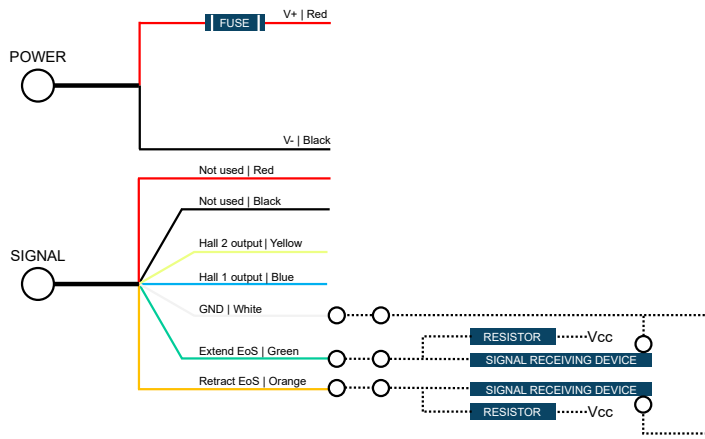 V+ | Red
FUSE
POWER
V- | Black
Not used | Red
Not used | Black
Hall 2 output | Yellow
SIGNAL
Hall 1 output | Blue
GND | White
RESISTOR
Vcc
Extend EoS | Green
SIGNAL RECEIVING DEVICE
Retract EoS | Orange
SIGNAL RECEIVING DEVICE
RESISTOR
Vcc